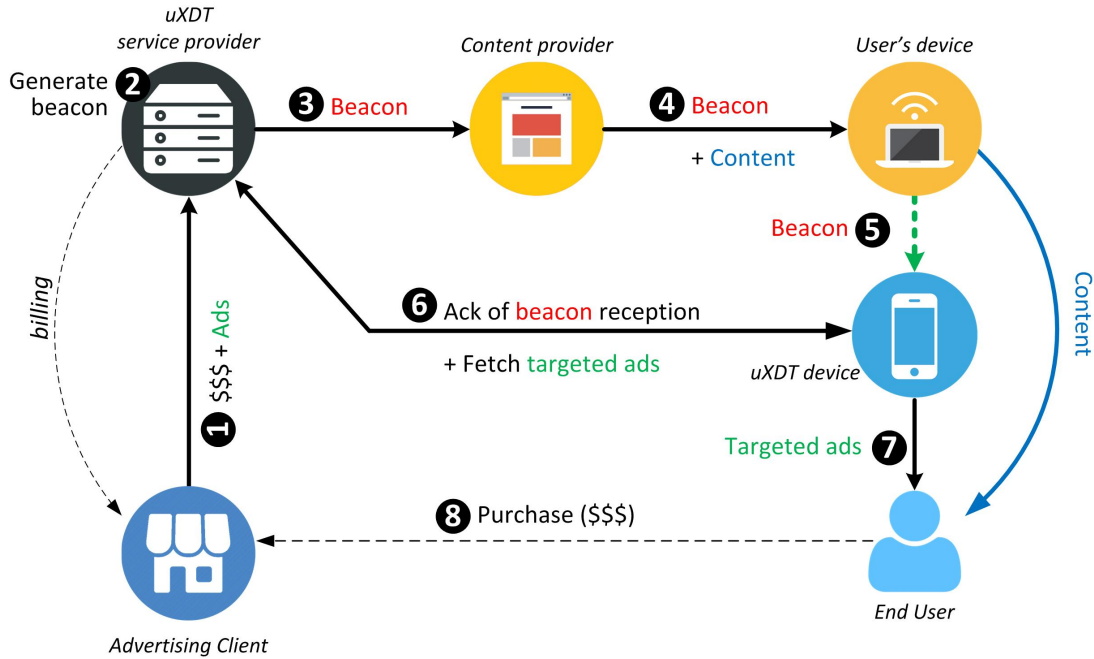 uXDT
service provider
Content provider
User's device
Generate
beacon
2
3 Beacon
4 Beacon
+ Content
Beacon 5
Content
billing
1 $$$ + Ads
6 Ack of beacon reception
+ Fetch targeted ads
uXDT device
Targeted ads 7
8 Purchase ($$$)
End User
Advertising Client